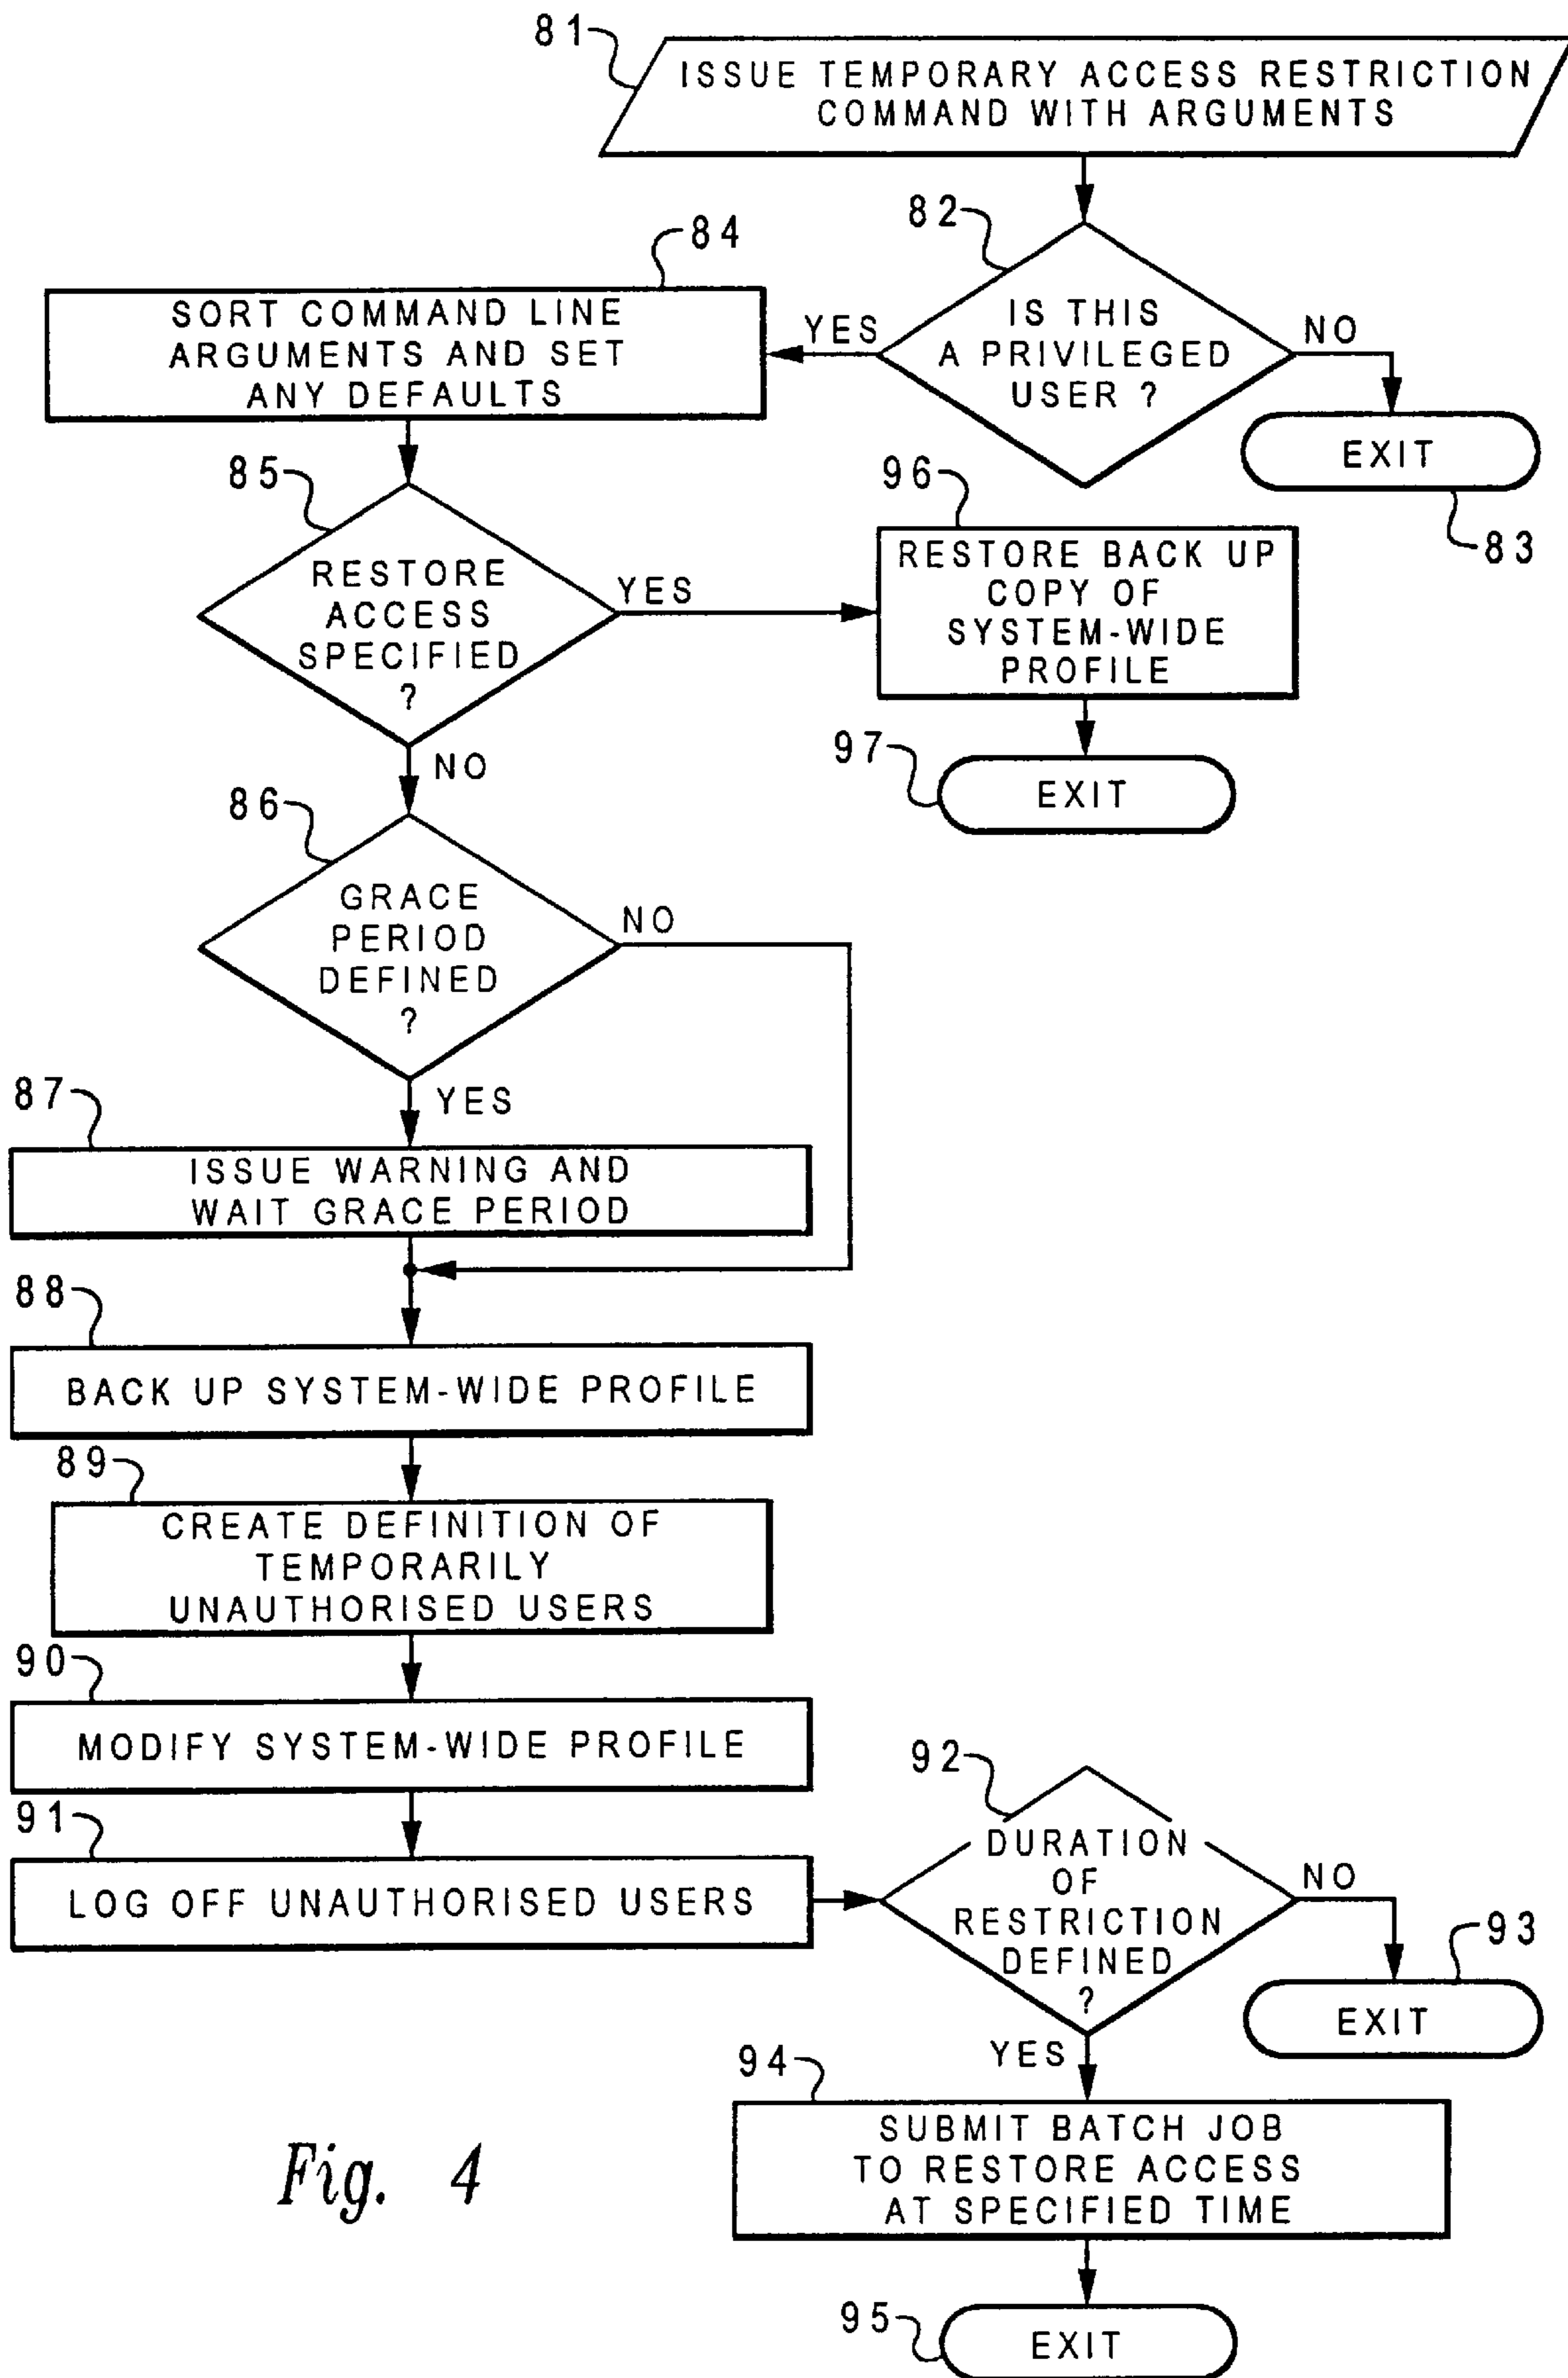 81
ISSUE TEMPORARY ACCESS RESTRICTION
COMMAND WITH ARGUMENTS
82
IS THIS
A PRIVILEGED
USER ?
YES
NO
EXIT
83
84
SORT COMMAND LINE
ARGUMENTS AND SET
ANY DEFAULTS
85
RESTORE
ACCESS
SPECIFIED
?
YES
96
RESTORE BACK UP
COPY OF
SYSTEM-WIDE
PROFILE
97
EXIT
NO
86
GRACE
PERIOD
DEFINED
?
NO
YES
87
ISSUE WARNING AND
WAIT GRACE PERIOD
88
BACK UP SYSTEM-WIDE PROFILE
89
CREATE DEFINITION OF
TEMPORARILY
UNAUTHORISED USERS
90
MODIFY SYSTEM-WIDE PROFILE
91
LOG OFF UNAUTHORISED USERS
92
DURATION
OF
RESTRICTION
DEFINED
?
NO
93
EXIT
YES
94
SUBMIT BATCH JOB
TO RESTORE ACCESS
AT SPECIFIED TIME
95
EXIT
Fig. 4